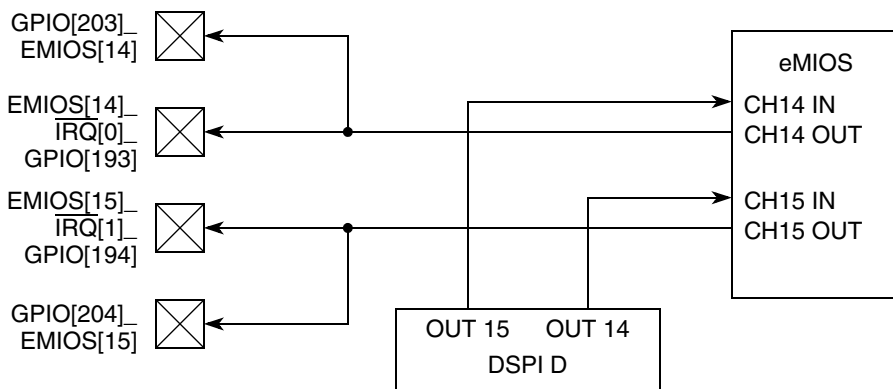 GPIO[203]_
EMIOS[14]
EMIOS[14]_
IRQ[0]_
GPIO[193]
EMIOS[15]_
IRQ[1]_
GPIO[194]
GPIO[204]_
EMIOS[15]
eMIOS
CH14 IN
CH14 OUT
CH15 IN
CH15 OUT
OUT 15 OUT 14
DSPI D